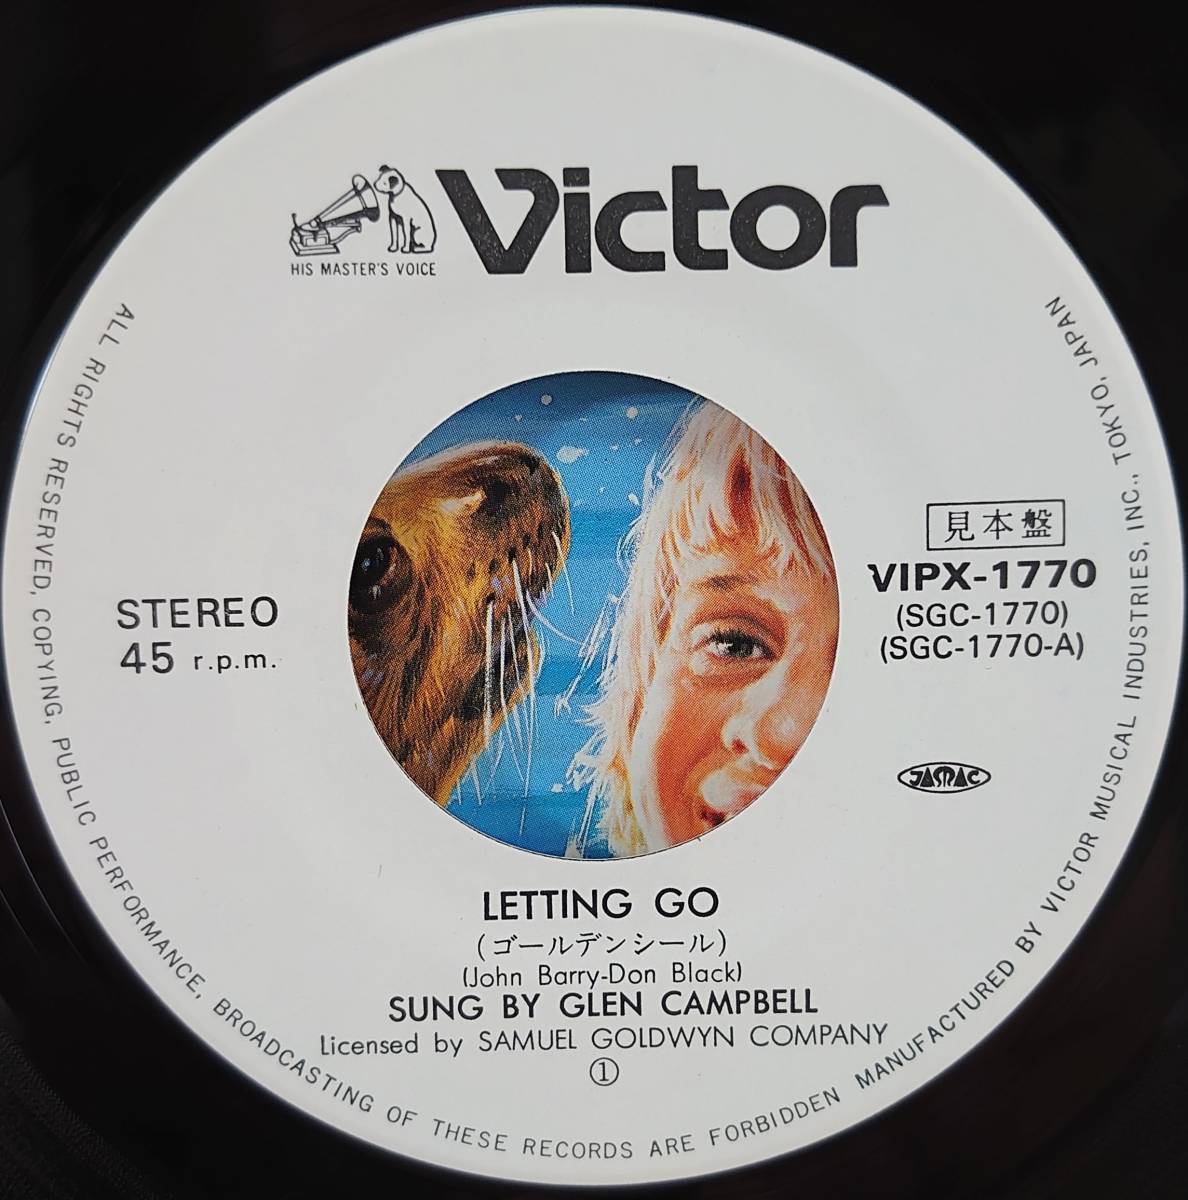 Victor
HIS MASTER'S VOICE
STEREO
45 r.p.m.
見本盤
VIPX-1770
(SGC-1770)
(SGC-1770-A)
JASRAC
LETTING GO
(ゴールデンシール)
(John Barry-Don Black)
SUNG BY GLEN CAMPBELL
Licensed by SAMUEL GOLDWYN COMPANY
①
ALL RIGHTS RESERVED, COPYING, PUBLIC PERFORMANCE, BROADCASTING OF THESE RECORDS ARE FORBIDDEN MANUFACTURED BY VICTOR MUSICAL INDUSTRIES, INC., TOKYO, JAPAN